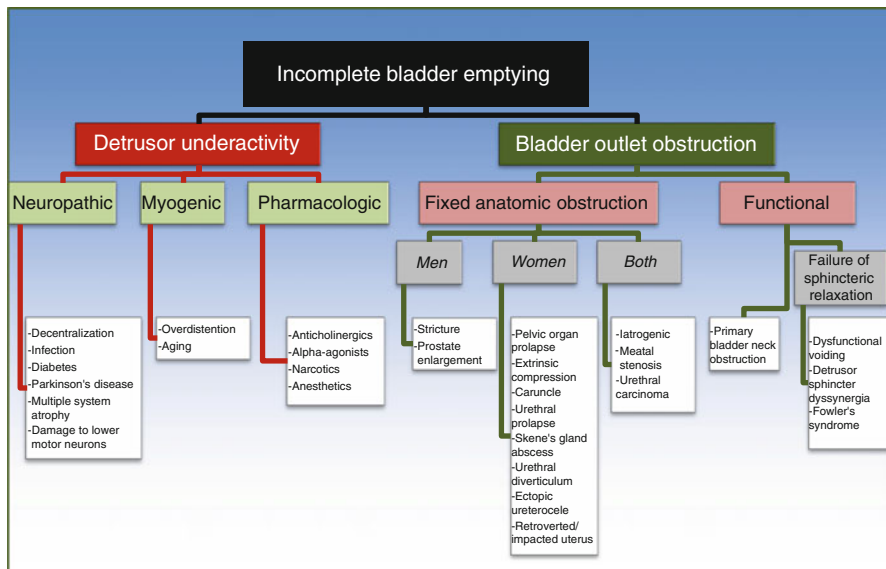 Incomplete bladder emptying
Detrusor underactivity
Bladder outlet obstruction
Neuropathic
Myogenic
Pharmacologic
Fixed anatomic obstruction
Functional
Men
Women
Both
Failure of
sphincteric
relaxation
-Decentralization
-Infection
-Diabetes
-Parkinson's disease
-Multiple system
atrophy
-Damage to lower
motor neurons
-Overdistention
-Aging
-Anticholinergics
-Alpha-agonists
-Narcotics
-Anesthetics
-Stricture
-Prostate
enlargement
-Pelvic organ
prolapse
-Extrinsic
compression
-Caruncle
-Urethral
prolapse
-Skene's gland
abscess
-Urethral
diverticulum
-Ectopic
ureterocele
-Retroverted/
impacted uterus
-Iatrogenic
-Meatal
stenosis
-Urethral
carcinoma
-Primary
bladder neck
obstruction
-Dysfunctional
voiding
-Detrusor
sphincter
dyssynergia
-Fowler's
syndrome